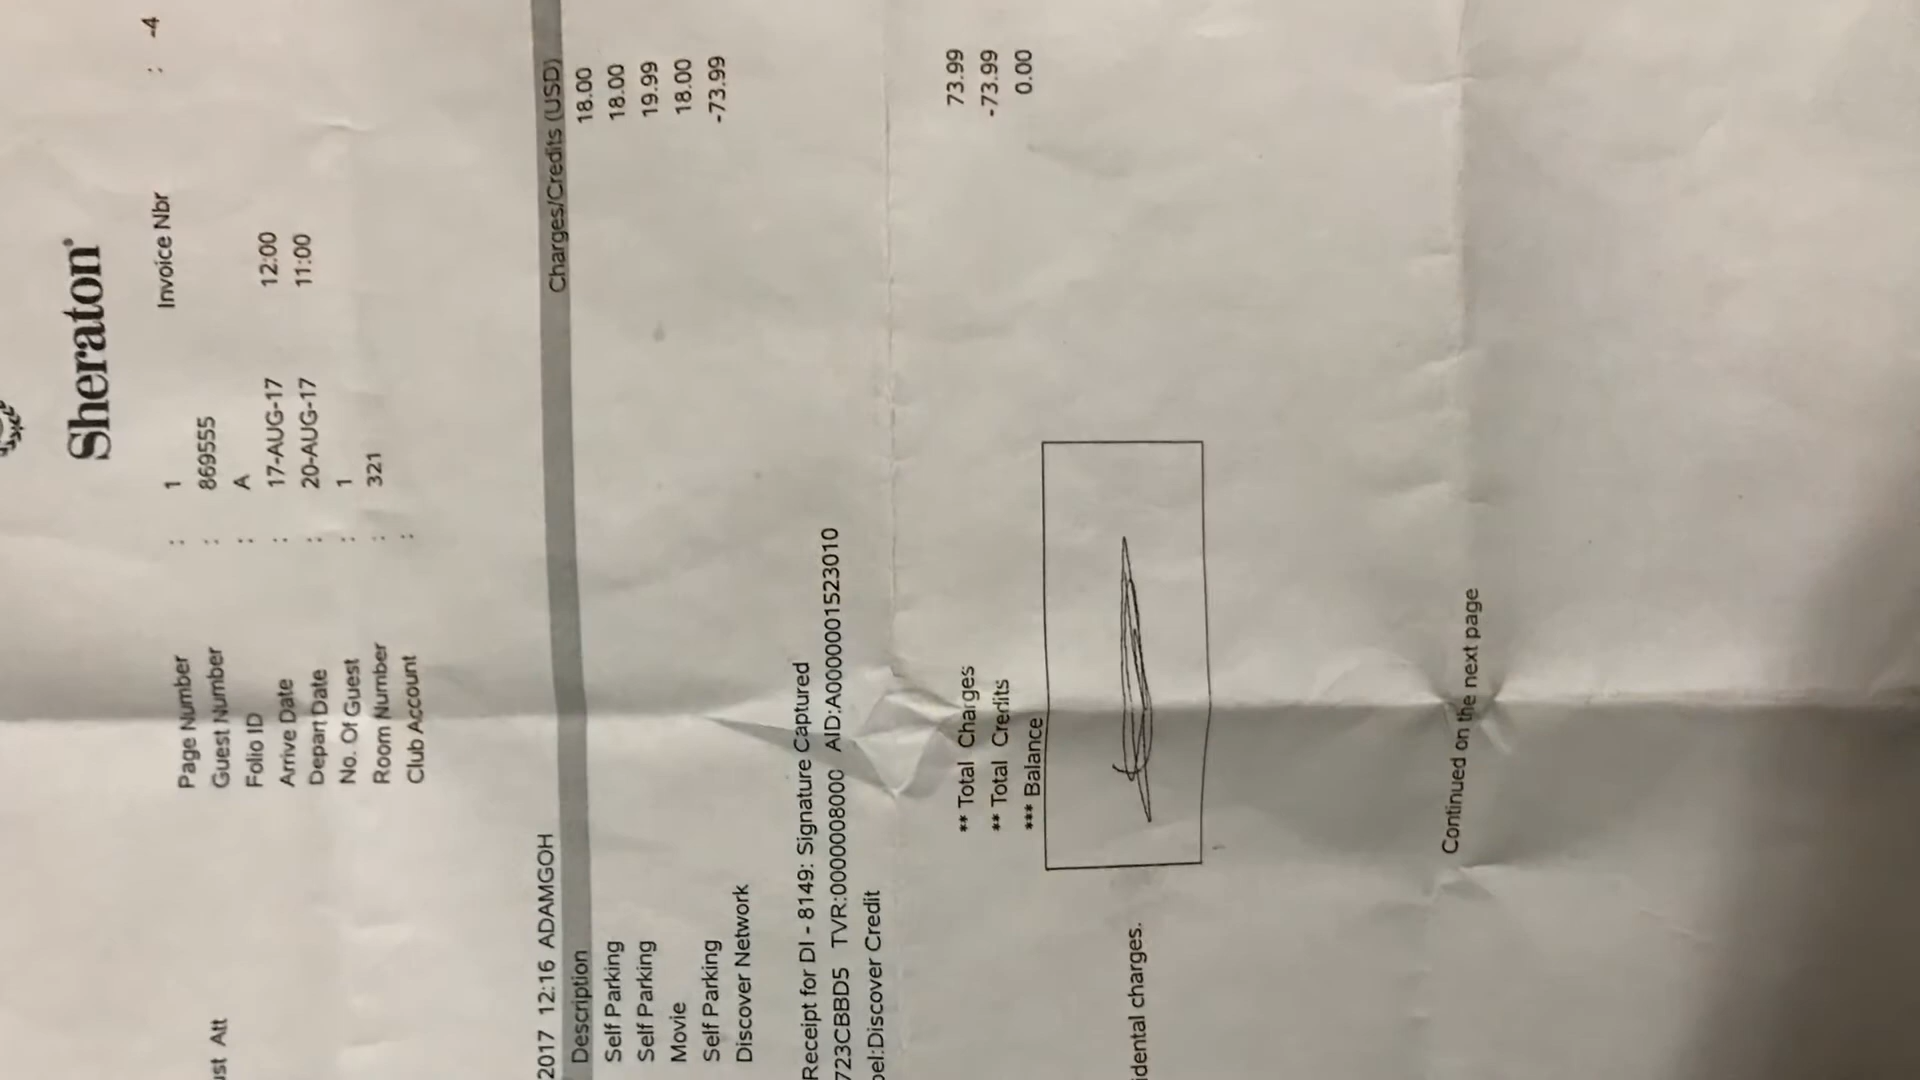 Sheraton®
Page Number : 1 Invoice Nbr : -4
Guest Number : 869555
Folio ID : A
Arrive Date : 17-AUG-17 12:00
Depart Date : 20-AUG-17 11:00
No. Of Guest : 1
Room Number : 321
Club Account :
ust Att
2017 12:16 ADAMGOH
Description Charges/Credits (USD)
Self Parking 18.00
Self Parking 18.00
Movie 19.99
Self Parking 18.00
Discover Network -73.99
Receipt for DI - 8149: Signature Captured
723CBBD5 TVR:0000008000 AID:A0000001523010
bel:Discover Credit
** Total Charges 73.99
** Total Credits -73.99
*** Balance 0.00
idental charges.
Continued on the next page